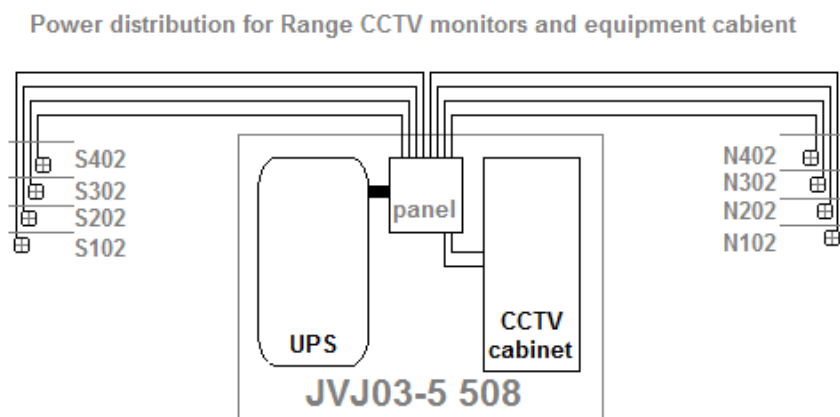 Power distribution for Range CCTV monitors and equipment cabient
S402
S302
S202
S102
N402
N302
N202
N102
panel
UPS
CCTV
cabinet
JVJ03-5 508